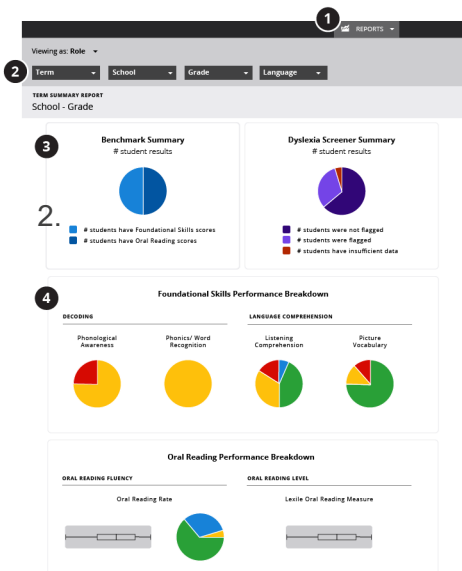 1
REPORTS
Viewing as: Role
2
Term School Grade Language
TERM SUMMARY REPORT
School - Grade
3
Benchmark Summary
# student results
2.
# students have Foundational Skills scores
# students have Oral Reading scores
Dyslexia Screener Summary
# student results
# students were not flagged
# students were flagged
# students have insufficient data
4
Foundational Skills Performance Breakdown
DECODING
Phonological
Awareness
Phonics/ Word
Recognition
LANGUAGE COMPREHENSION
Listening
Comprehension
Picture
Vocabulary
Oral Reading Performance Breakdown
ORAL READING FLUENCY
Oral Reading Rate
ORAL READING LEVEL
Lexile Oral Reading Measure